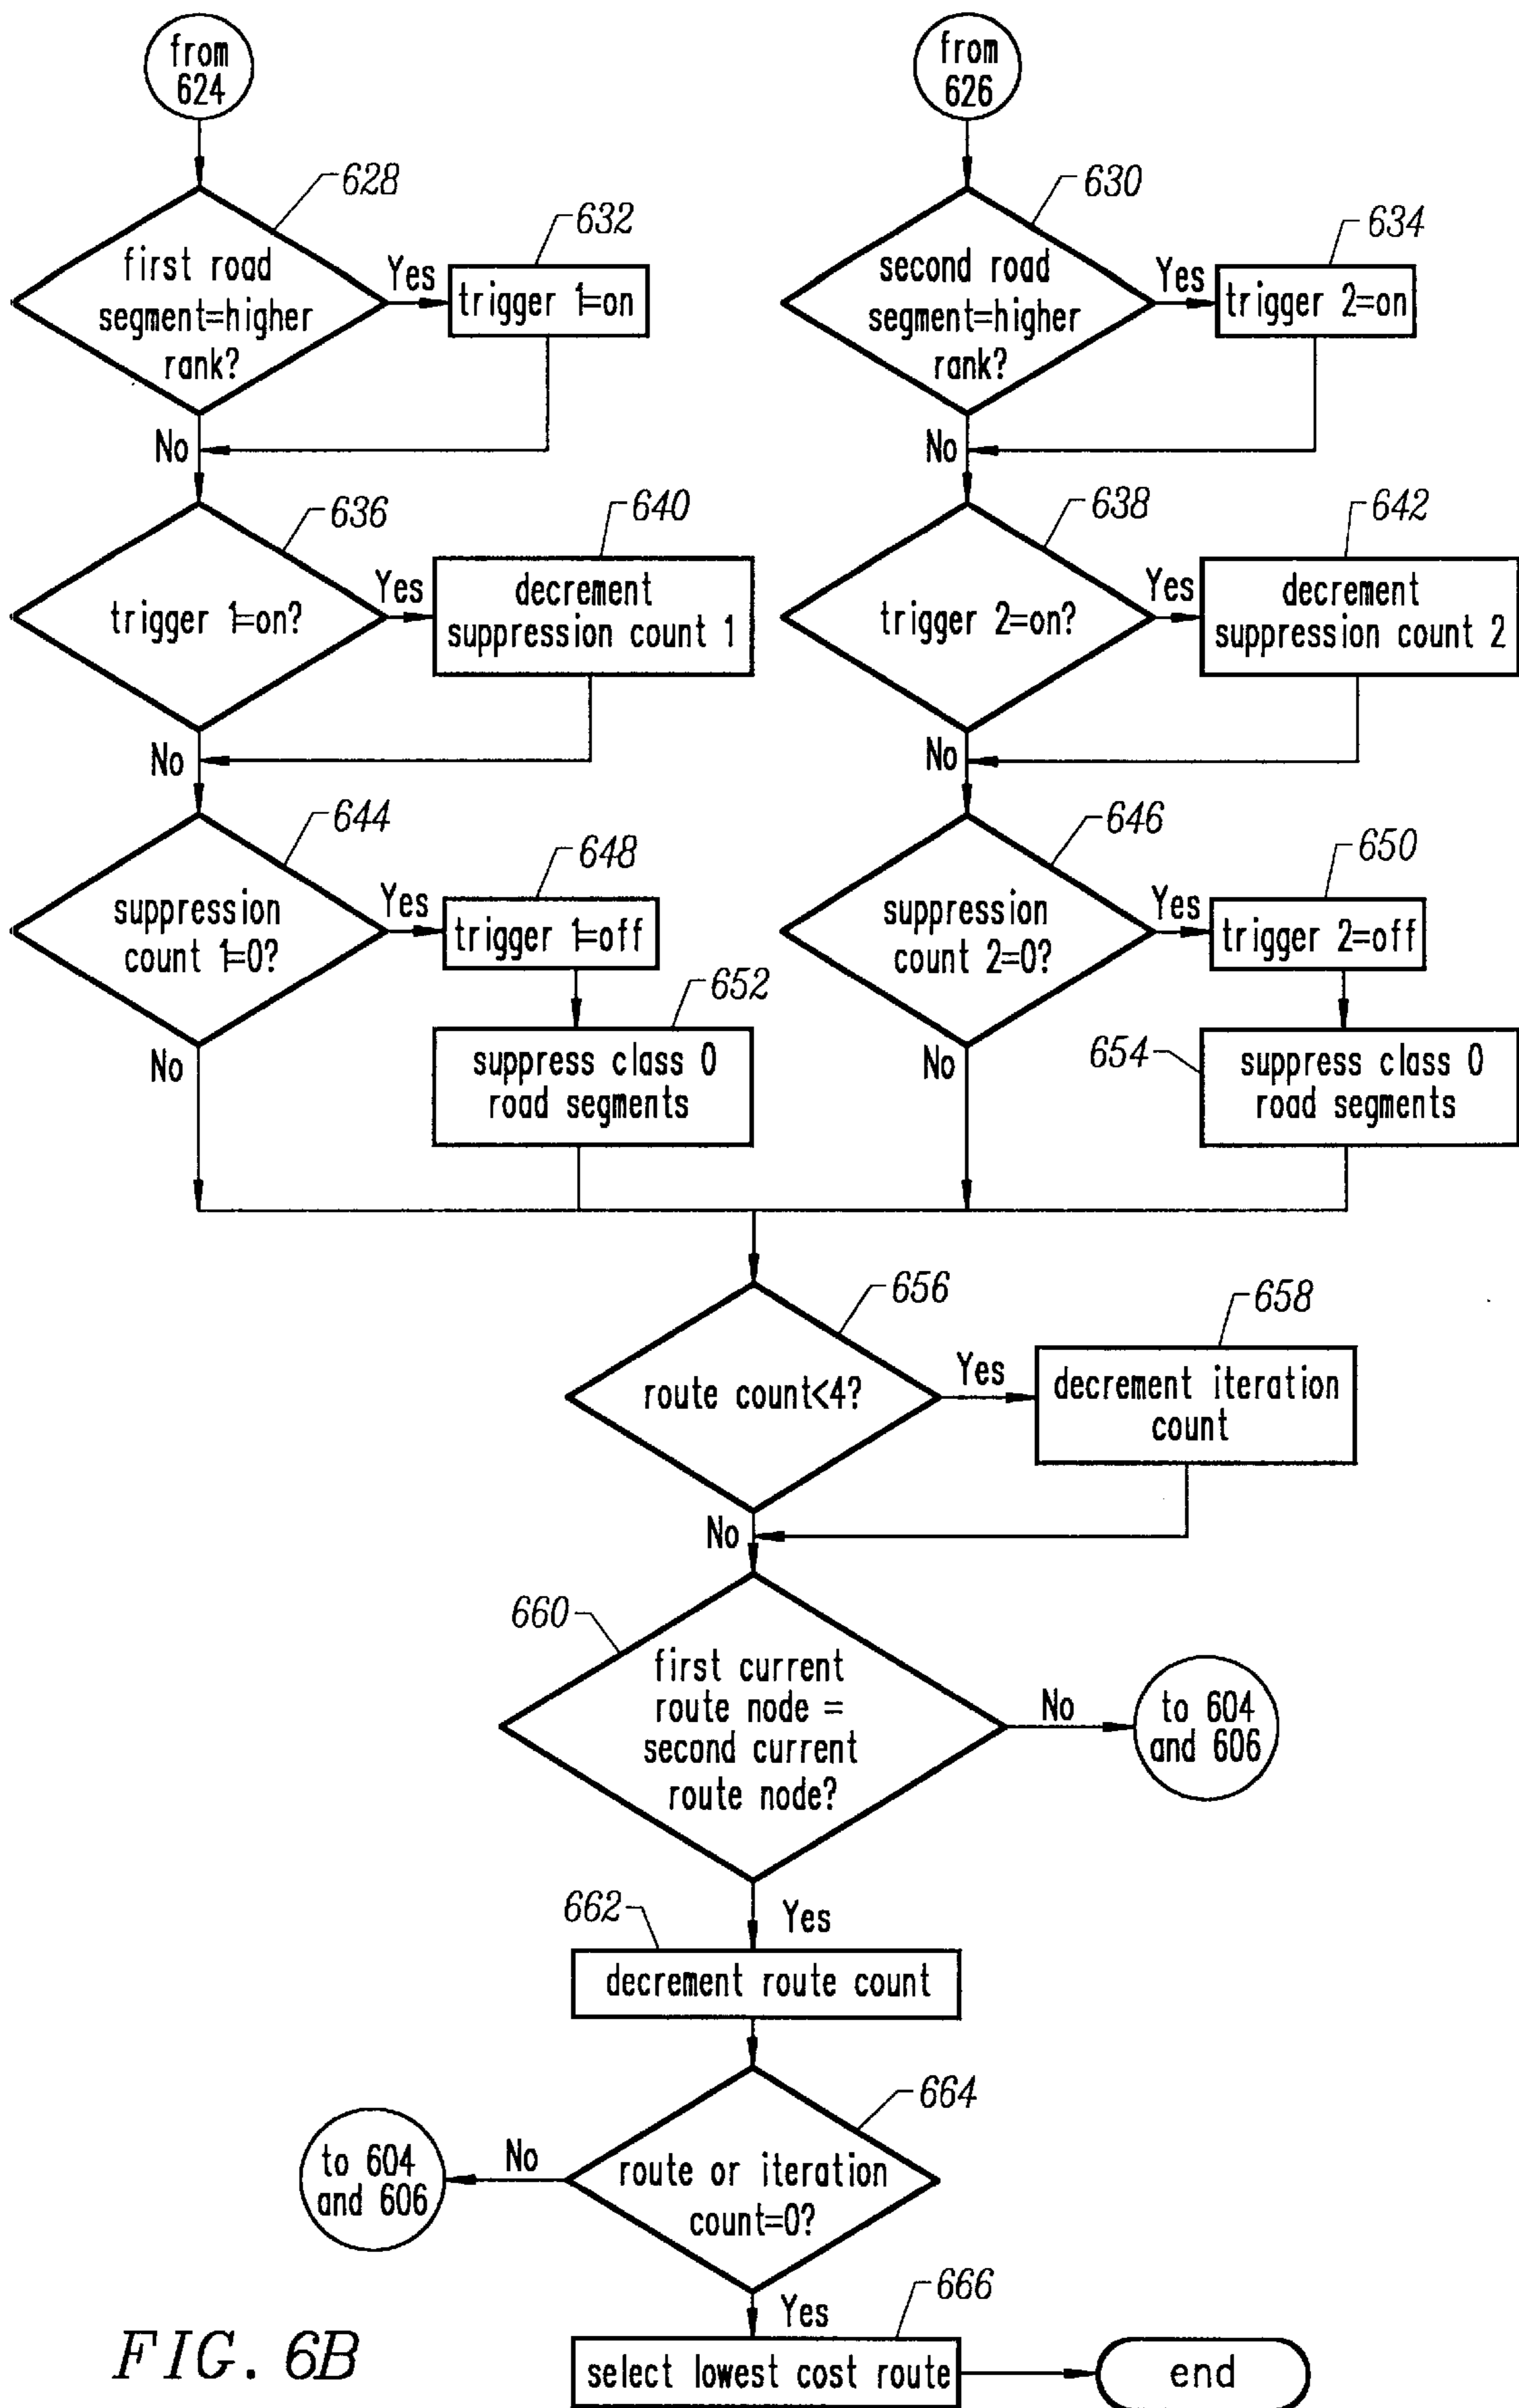 from
624
from
626
628
630
632
634
first road
segment=higher
rank?
Yes
trigger 1=on
second road
segment=higher
rank?
Yes
trigger 2=on
No
No
636
640
638
642
trigger 1=on?
Yes
decrement
suppression count 1
trigger 2=on?
Yes
decrement
suppression count 2
No
No
644
648
646
650
suppression
count 1=0?
Yes
trigger 1=off
suppression
count 2=0?
Yes
trigger 2=off
652
654
No
suppress class 0
road segments
No
suppress class 0
road segments
656
658
route count<4?
Yes
decrement iteration
count
No
660
first current
route node =
second current
route node?
No
to 604
and 606
662
Yes
decrement route count
664
to 604
and 606
No
route or iteration
count=0?
Yes
666
select lowest cost route
end
FIG. 6B